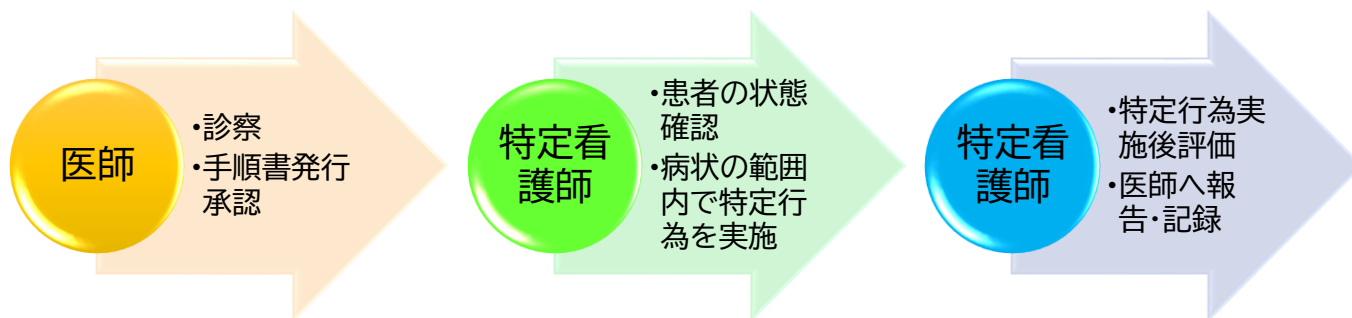 医師
・診察
・手順書発行
承認
特定看
護師
・患者の状態
確認
・病状の範囲
内で特定行
為を実施
特定看
護師
・特定行為実
施後評価
・医師へ報
告・記録